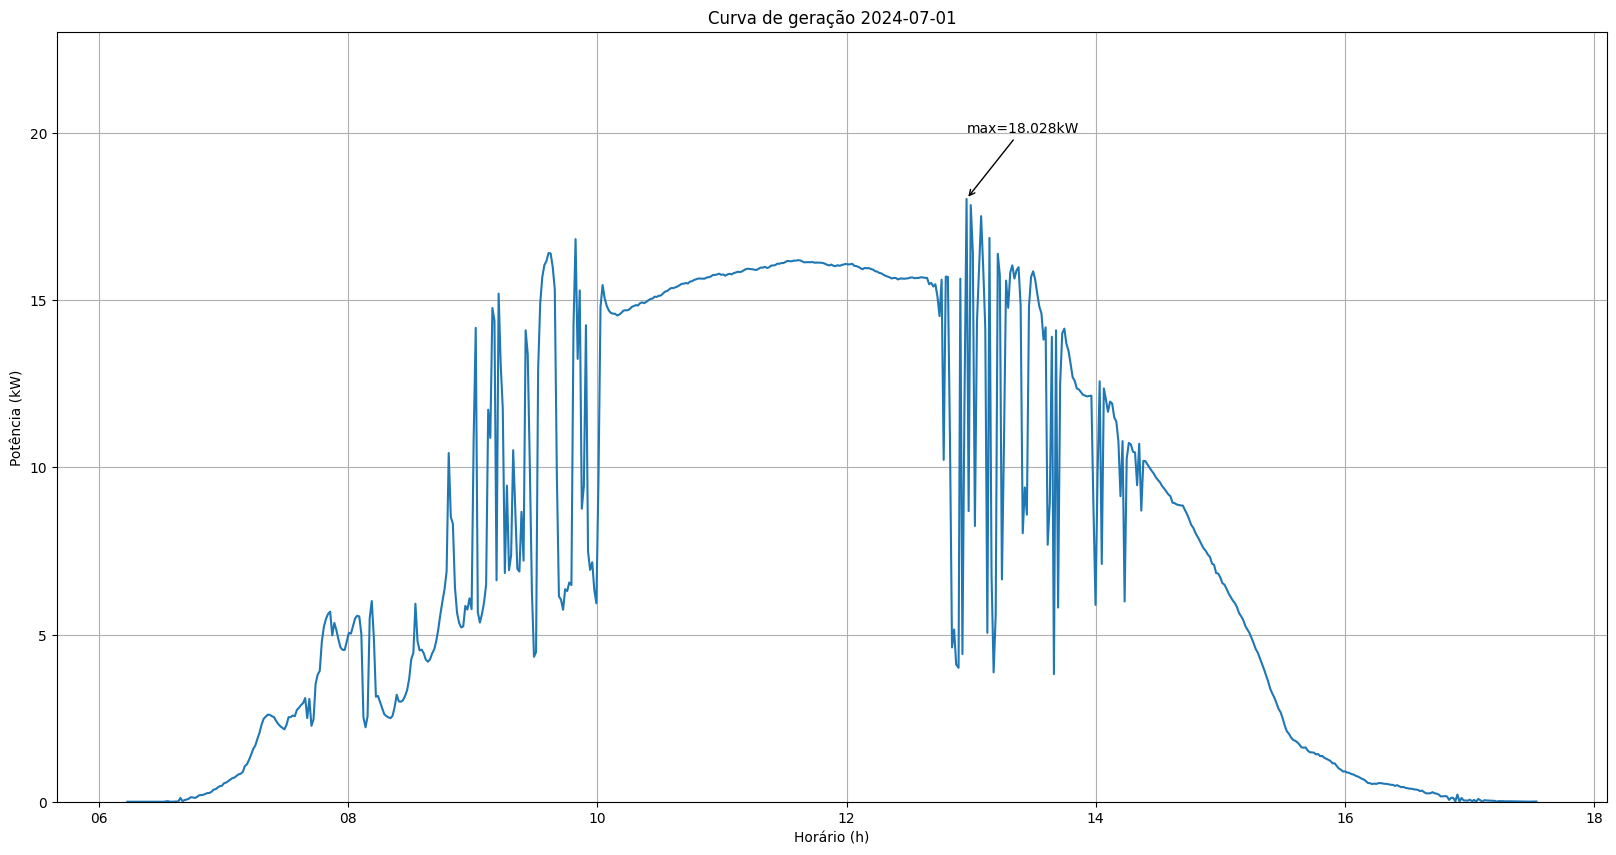 Curva de geração 2024-07-01
20
max=18.028kW
15
Potência (kW)
10
5
0
06 08 10 12 14 16 18
Horário (h)